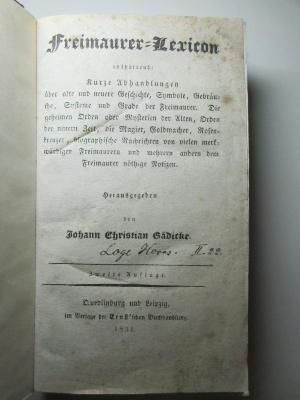 Freimaurer-Lexicon
enthaltend:
Kurze Abhandlungen
über alte und neuere Geschichte, Symbole, Gebräu-
che, Systeme und Grade der Freimaurer. Die
geheimen Orden oder Mysterien der Alten, Orden
der neuern Zeit, die Magier, Goldmacher, Rosen-
kreuzer, biographische Nachrichten von vielen merk-
würdigen Freimaurern und mehrern andern dem
Freimaurer nöthige Notizen.
Herausgegeben
von
Johann Christian Gädicke.
Loge II. 22.
Zweite Auflage.
Quedlinburg und Leipzig,
im Verlage der Ernst'schen Buchhandlung.
1831.